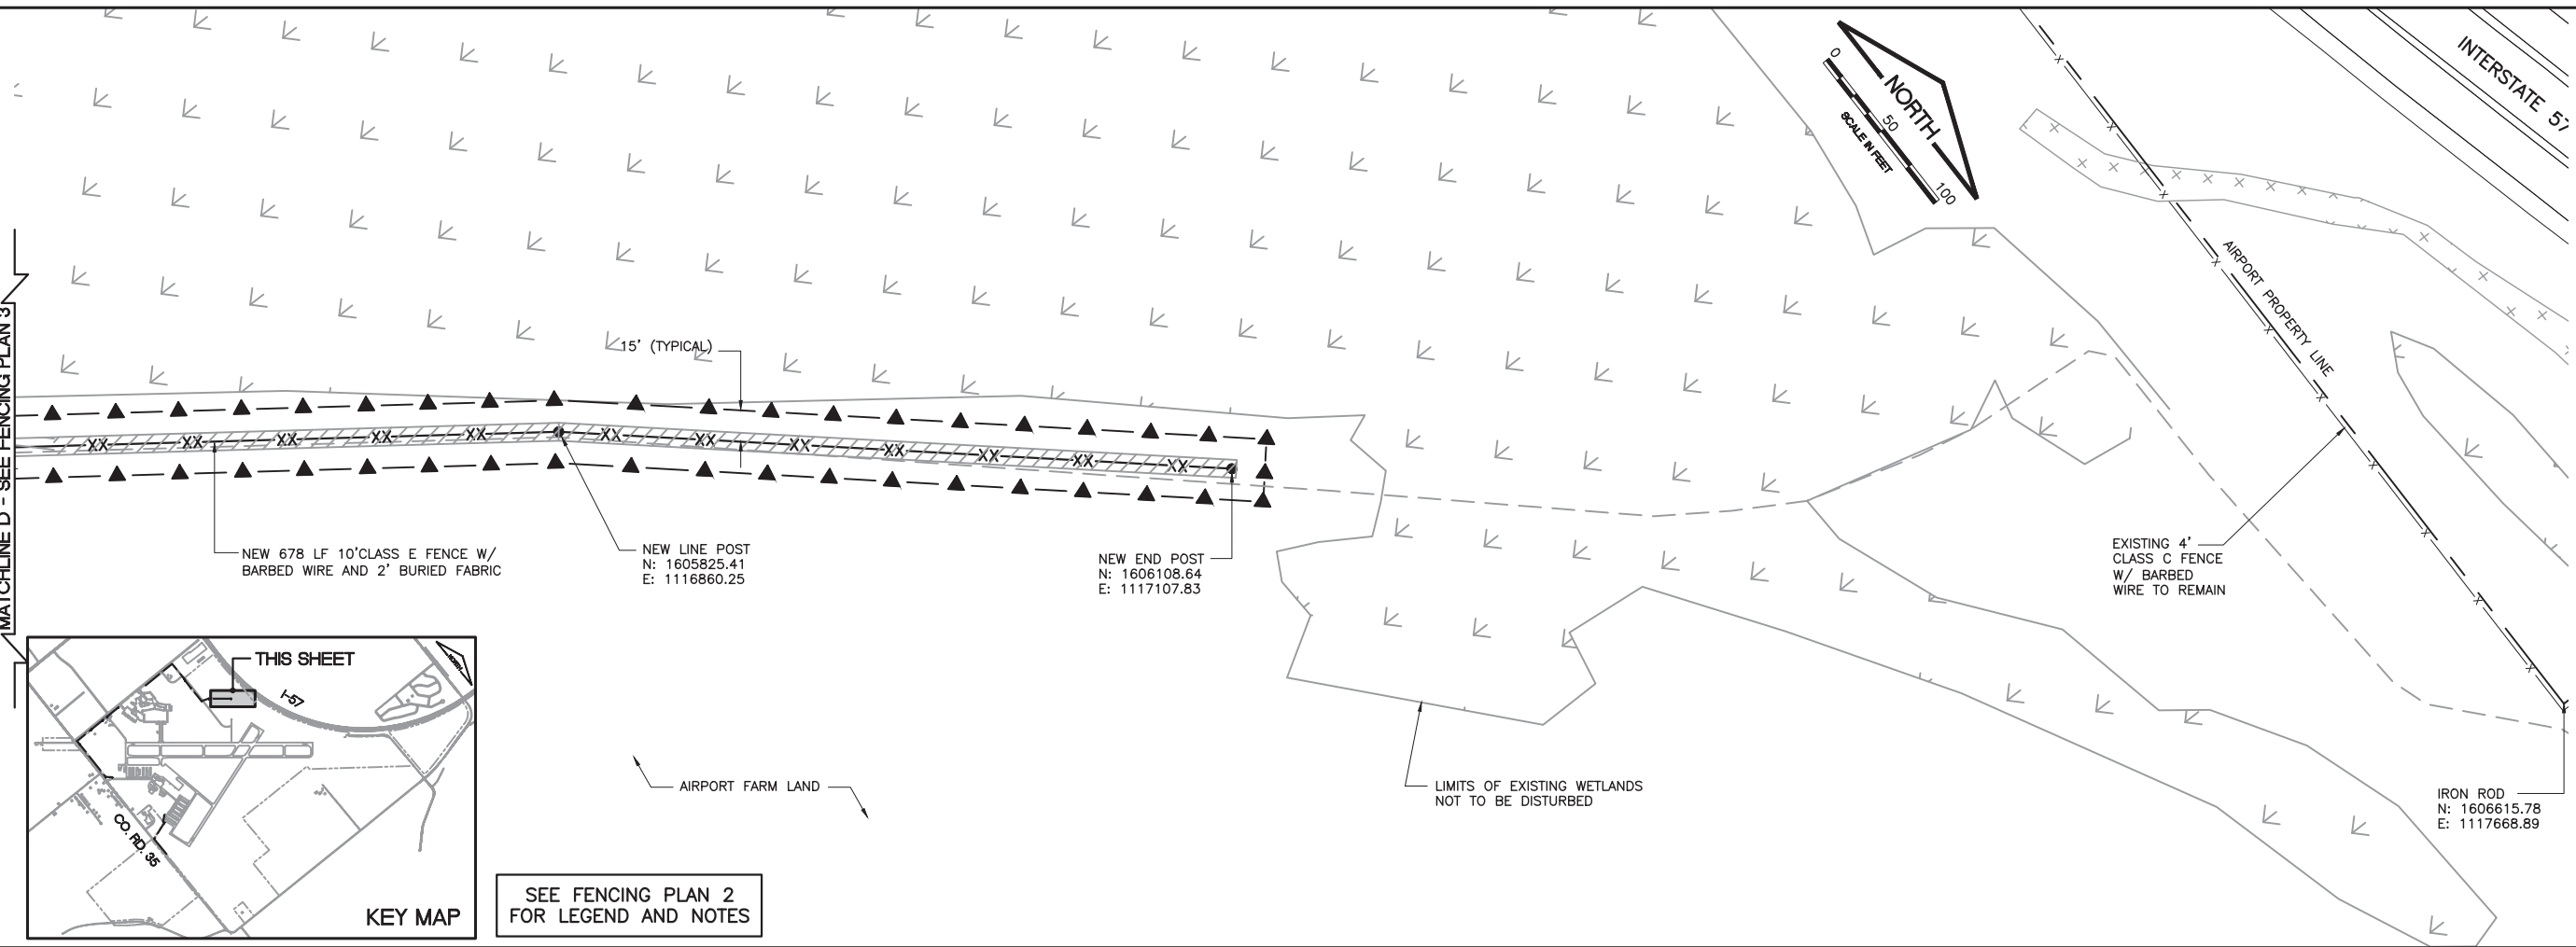 INTERSTATE 57
0
50
100
SCALE IN FEET
NORTH
AIRPORT PROPERTY LINE
MATCHLINE D - SEE FENCING PLAN 3
15' (TYPICAL)
NEW 678 LF 10'CLASS E FENCE W/
BARBED WIRE AND 2' BURIED FABRIC
NEW LINE POST
N: 1605825.41
E: 1116860.25
NEW END POST
N: 1606108.64
E: 1117107.83
EXISTING 4'
CLASS C FENCE
W/ BARBED
WIRE TO REMAIN
AIRPORT FARM LAND
LIMITS OF EXISTING WETLANDS
NOT TO BE DISTURBED
IRON ROD
N: 1606615.78
E: 1117668.89
THIS SHEET
I-57
NORTH
CO. RD. 35
KEY MAP
SEE FENCING PLAN 2
FOR LEGEND AND NOTES